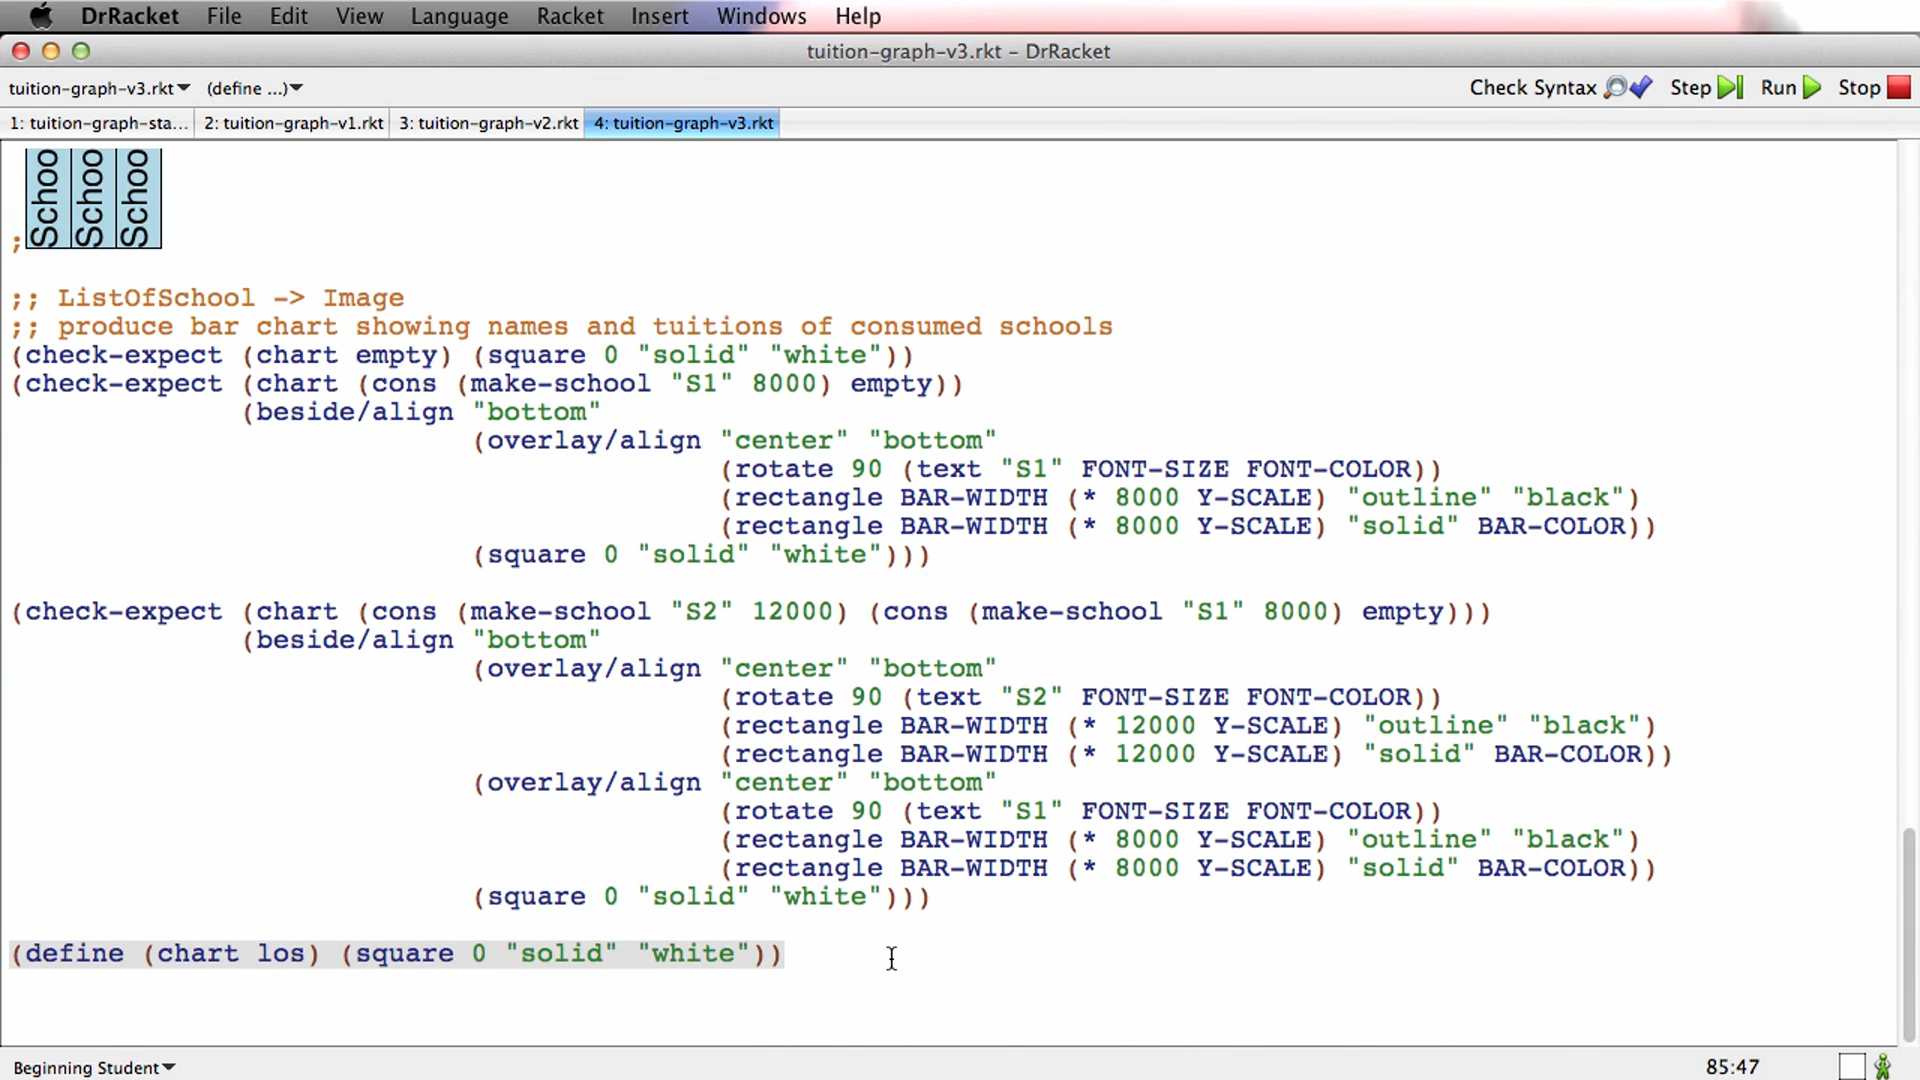 DrRacket File Edit View Language Racket Insert Windows Help
tuition-graph-v3.rkt - DrRacket
tuition-graph-v3.rkt (define ...) Check Syntax Step Run Stop
1: tuition-graph-sta... 2: tuition-graph-v1.rkt 3: tuition-graph-v2.rkt 4: tuition-graph-v3.rkt
Schoo Schoo Schoo
;
;; ListOfSchool -> Image
;; produce bar chart showing names and tuitions of consumed schools
(check-expect (chart empty) (square 0 "solid" "white"))
(check-expect (chart (cons (make-school "S1" 8000) empty))
(beside/align "bottom"
(overlay/align "center" "bottom"
(rotate 90 (text "S1" FONT-SIZE FONT-COLOR))
(rectangle BAR-WIDTH (* 8000 Y-SCALE) "outline" "black")
(rectangle BAR-WIDTH (* 8000 Y-SCALE) "solid" BAR-COLOR))
(square 0 "solid" "white")))
(check-expect (chart (cons (make-school "S2" 12000) (cons (make-school "S1" 8000) empty)))
(beside/align "bottom"
(overlay/align "center" "bottom"
(rotate 90 (text "S2" FONT-SIZE FONT-COLOR))
(rectangle BAR-WIDTH (* 12000 Y-SCALE) "outline" "black")
(rectangle BAR-WIDTH (* 12000 Y-SCALE) "solid" BAR-COLOR))
(overlay/align "center" "bottom"
(rotate 90 (text "S1" FONT-SIZE FONT-COLOR))
(rectangle BAR-WIDTH (* 8000 Y-SCALE) "outline" "black")
(rectangle BAR-WIDTH (* 8000 Y-SCALE) "solid" BAR-COLOR))
(square 0 "solid" "white")))
(define (chart los) (square 0 "solid" "white"))
Beginning Student 85:47